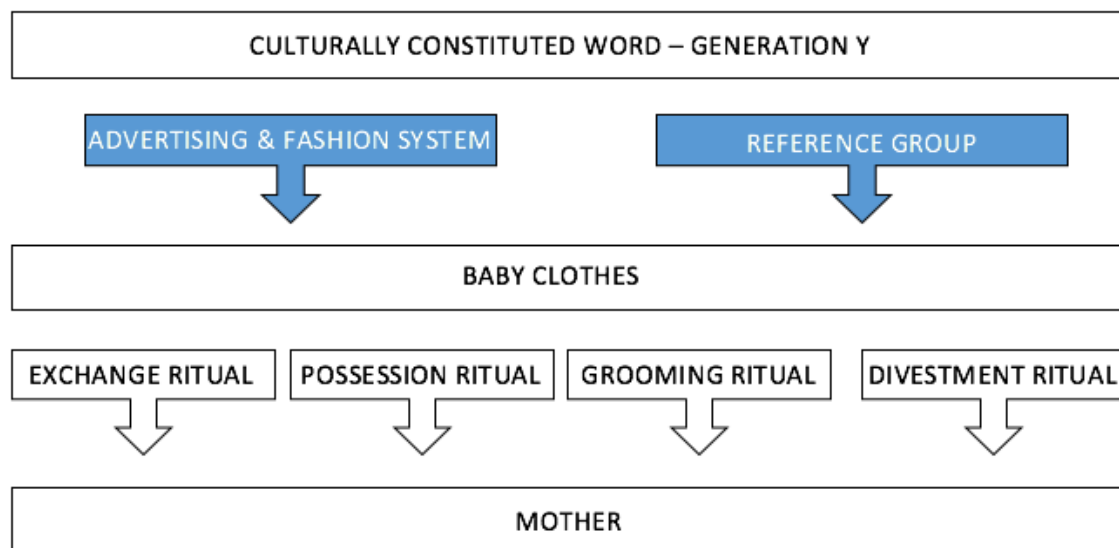 CULTURALLY CONSTITUTED WORD – GENERATION Y
ADVERTISING & FASHION SYSTEM
REFERENCE GROUP
BABY CLOTHES
EXCHANGE RITUAL
POSSESSION RITUAL
GROOMING RITUAL
DIVESTMENT RITUAL
MOTHER